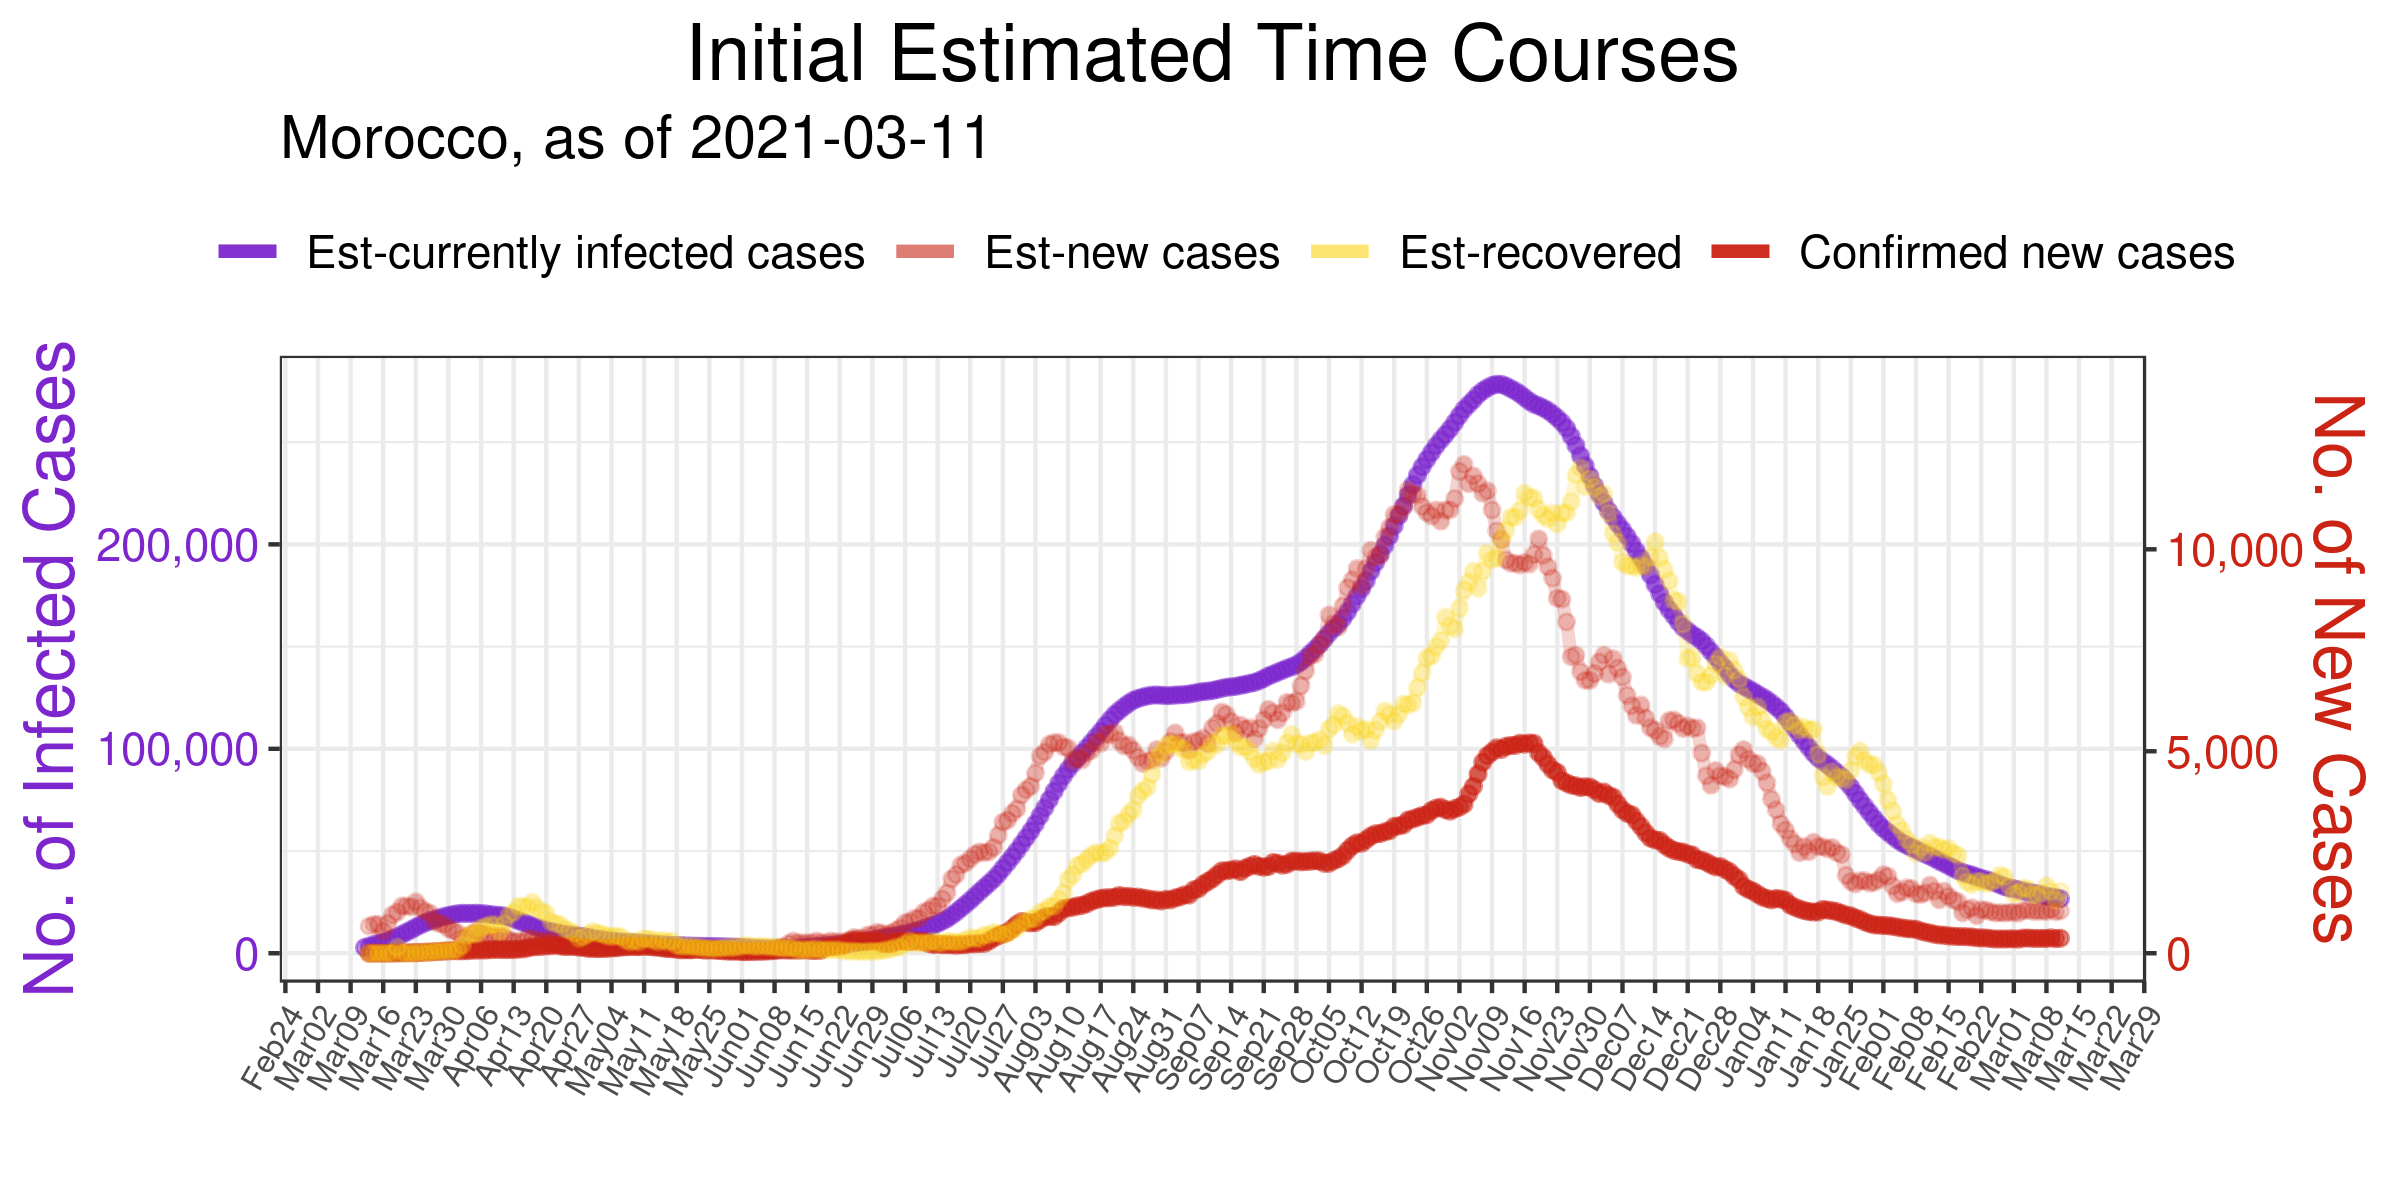 Initial Estimated Time Courses
Morocco, as of 2021-03-11
Est-currently infected cases
Est-new cases
Est-recovered
Confirmed new cases
No. of Infected Cases
200,000
100,000
0
No. of New Cases
10,000
5,000
0
Feb24
Mar02
Mar09
Mar16
Mar23
Mar30
Apr06
Apr13
Apr20
Apr27
May04
May11
May18
May25
Jun01
Jun08
Jun15
Jun22
Jun29
Jul06
Jul13
Jul20
Jul27
Aug03
Aug10
Aug17
Aug24
Aug31
Sep07
Sep14
Sep21
Sep28
Oct05
Oct12
Oct19
Oct26
Nov02
Nov09
Nov16
Nov23
Nov30
Dec07
Dec14
Dec21
Dec28
Jan04
Jan11
Jan18
Jan25
Feb01
Feb08
Feb15
Feb22
Mar01
Mar08
Mar15
Mar22
Mar29